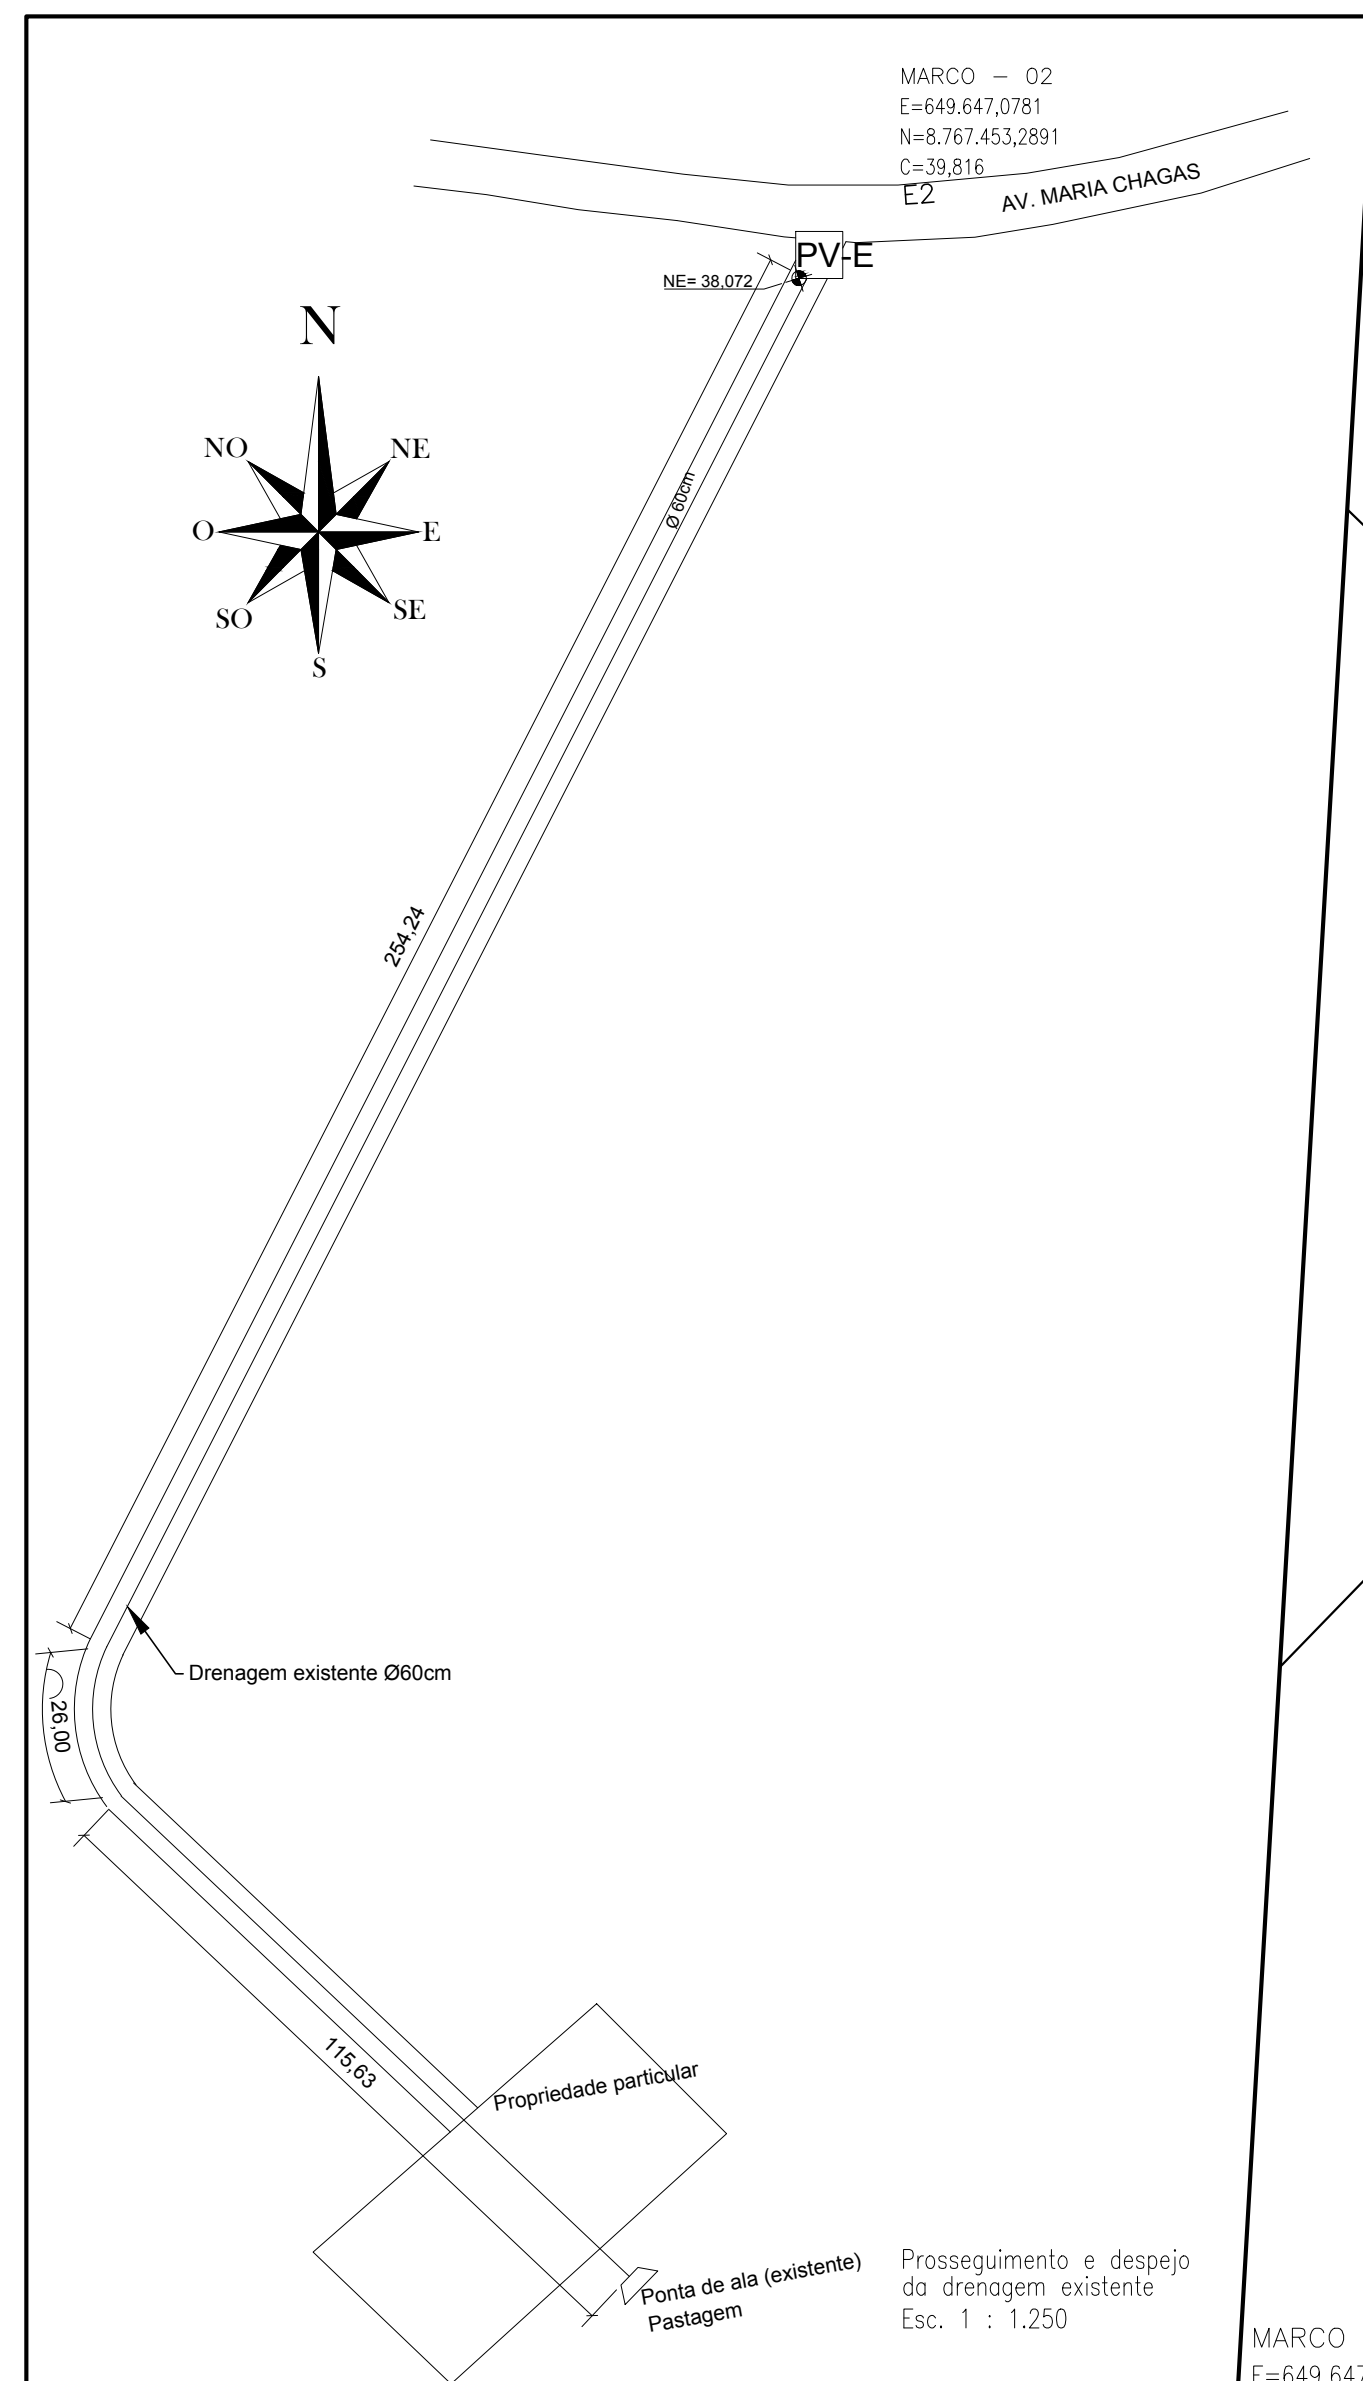 MARCO - 02
E=649.647,0781
N=8.767.453,2891
C=39,816
E2
AV. MARIA CHAGAS
PV-E
NE= 38,072
N
NO
NE
O
E
SO
SE
S
Ø 60cm
254,24
Drenagem existente Ø60cm
26,00
115,63
Propriedade particular
Ponta de ala (existente)
Pastagem
Prosseguimento e despejo
da drenagem existente
Esc. 1 : 1.250
MARCO
E=649.647